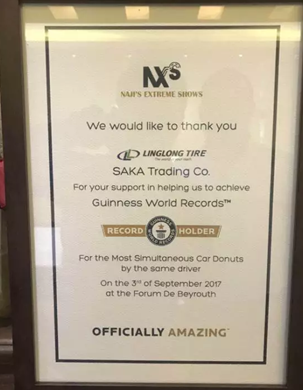 NXS
NAJI'S EXTREME SHOWS
We would like to thank you
LINGLONG TIRE
SAKA Trading Co.
For your support in helping us to achieve
Guinness World Records™
RECORD HOLDER
For the Most Simultaneous Car Donuts
by the same driver
On the 3rd of September 2017
at the Forum De Beyrouth
OFFICIALLY AMAZING